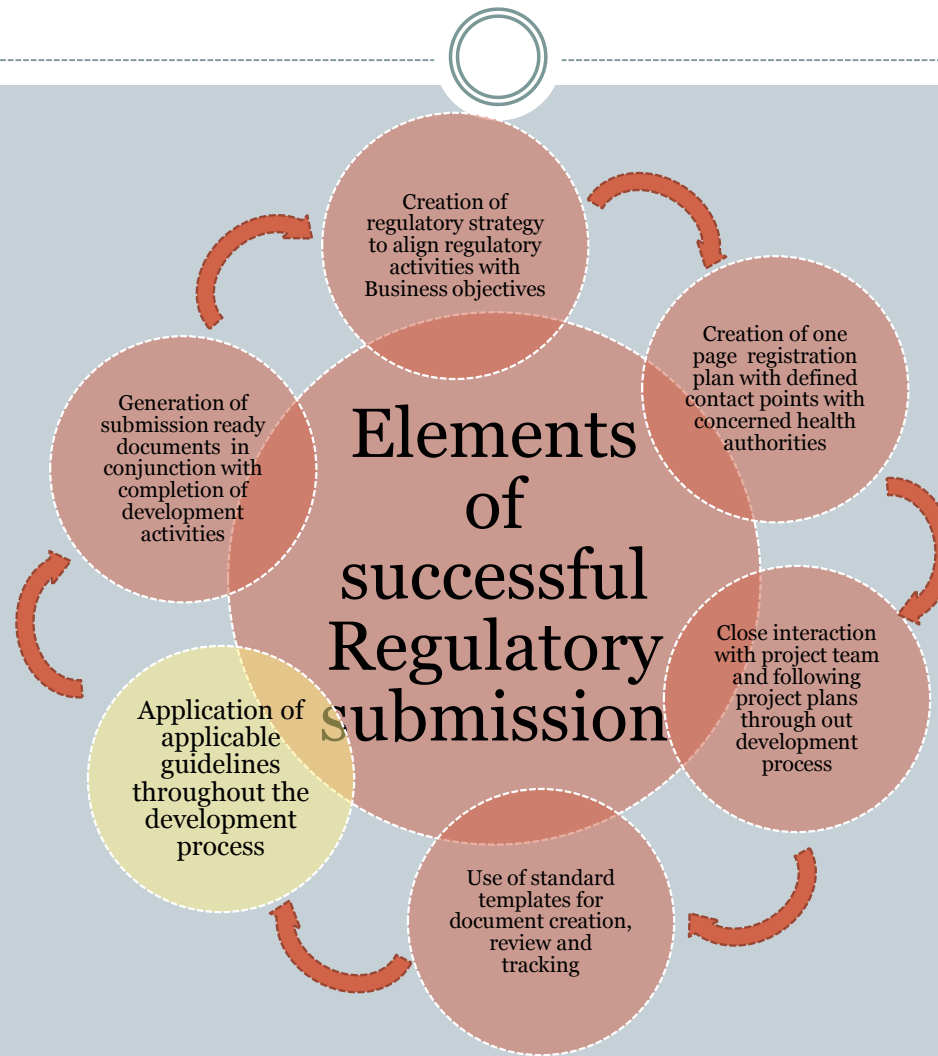 Creation of
regulatory strategy
to align regulatory
activities with
Business objectives
Creation of one
page  registration
plan with defined
contact points with
concerned health
authorities
Close interaction
with project team
and following
project plans
through out
development
process
Use of standard
templates for
document creation,
review and
tracking
Application of
applicable
guidelines
throughout the
development
process
Generation of
submission ready
documents  in
conjunction with
completion of
development
activities
Elements
of
successful
Regulatory
submission